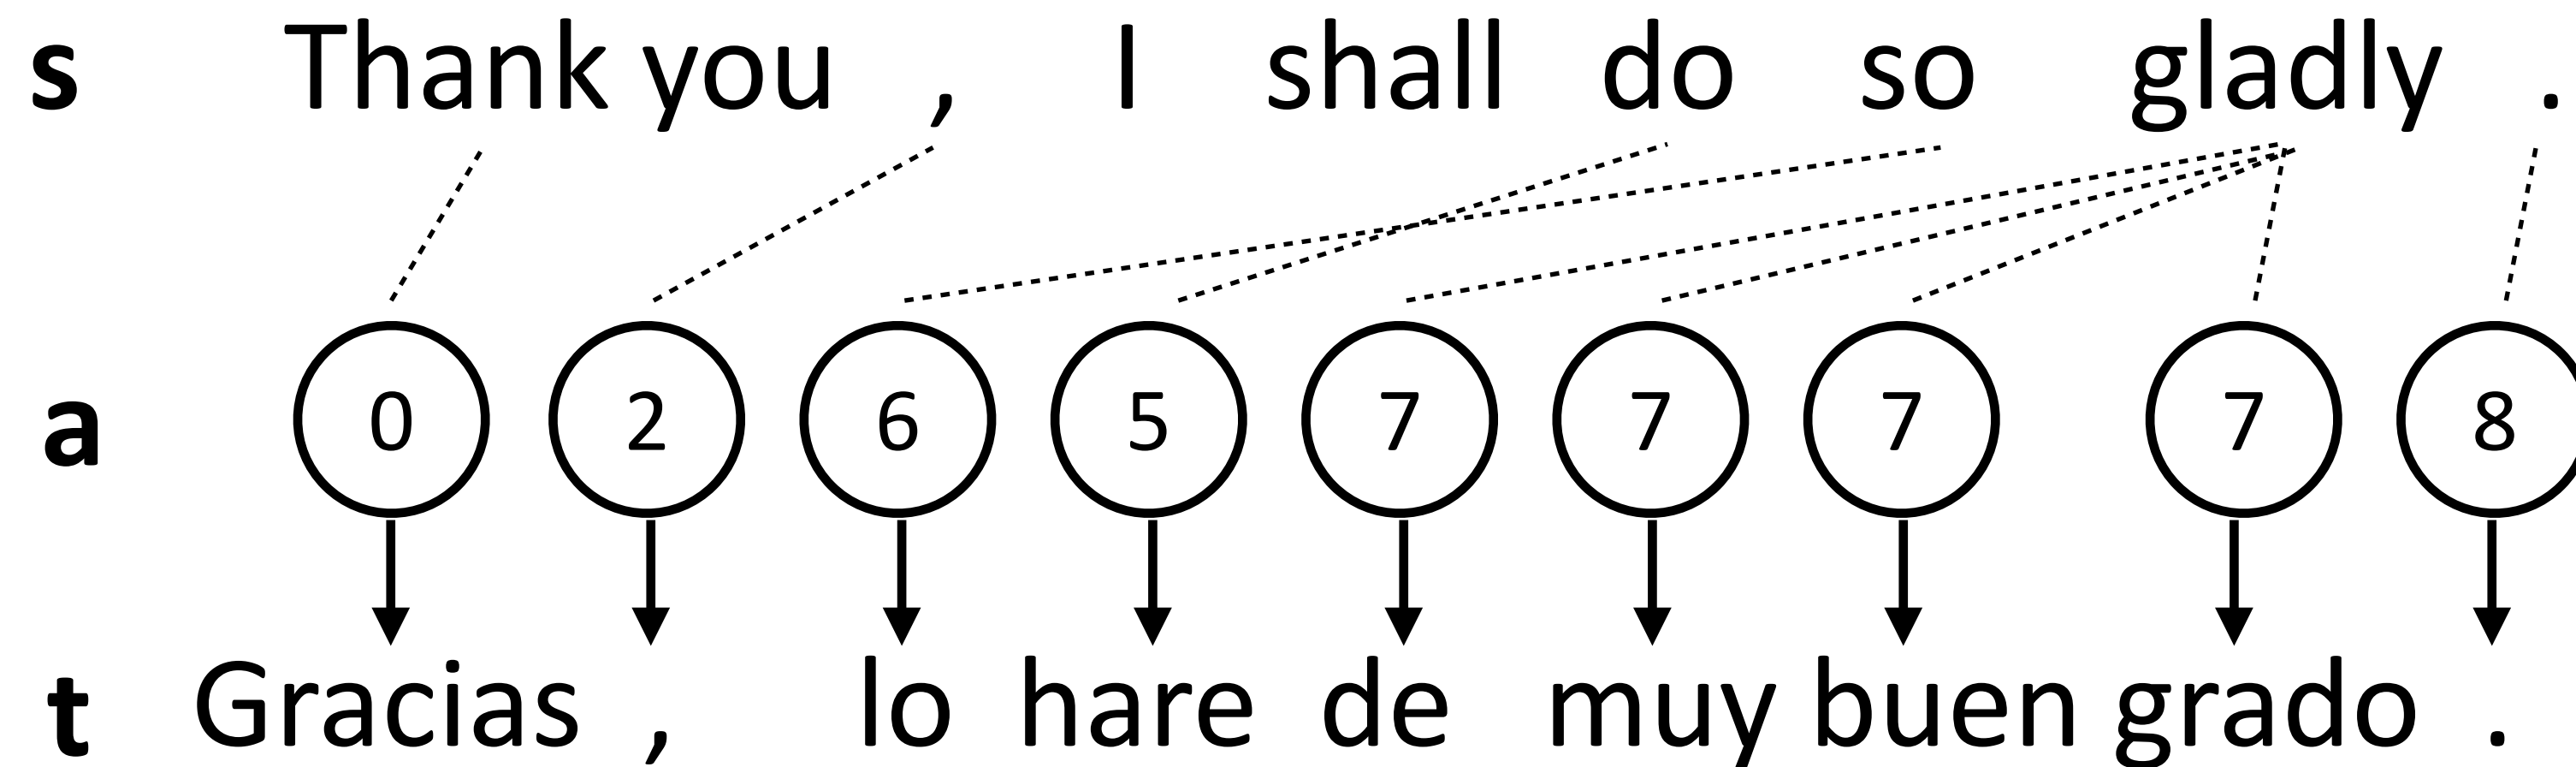 s Thank you , I shall do so gladly .
a 0 2 6 5 7 7 7 7 8
t Gracias , lo hare de muy buen grado .